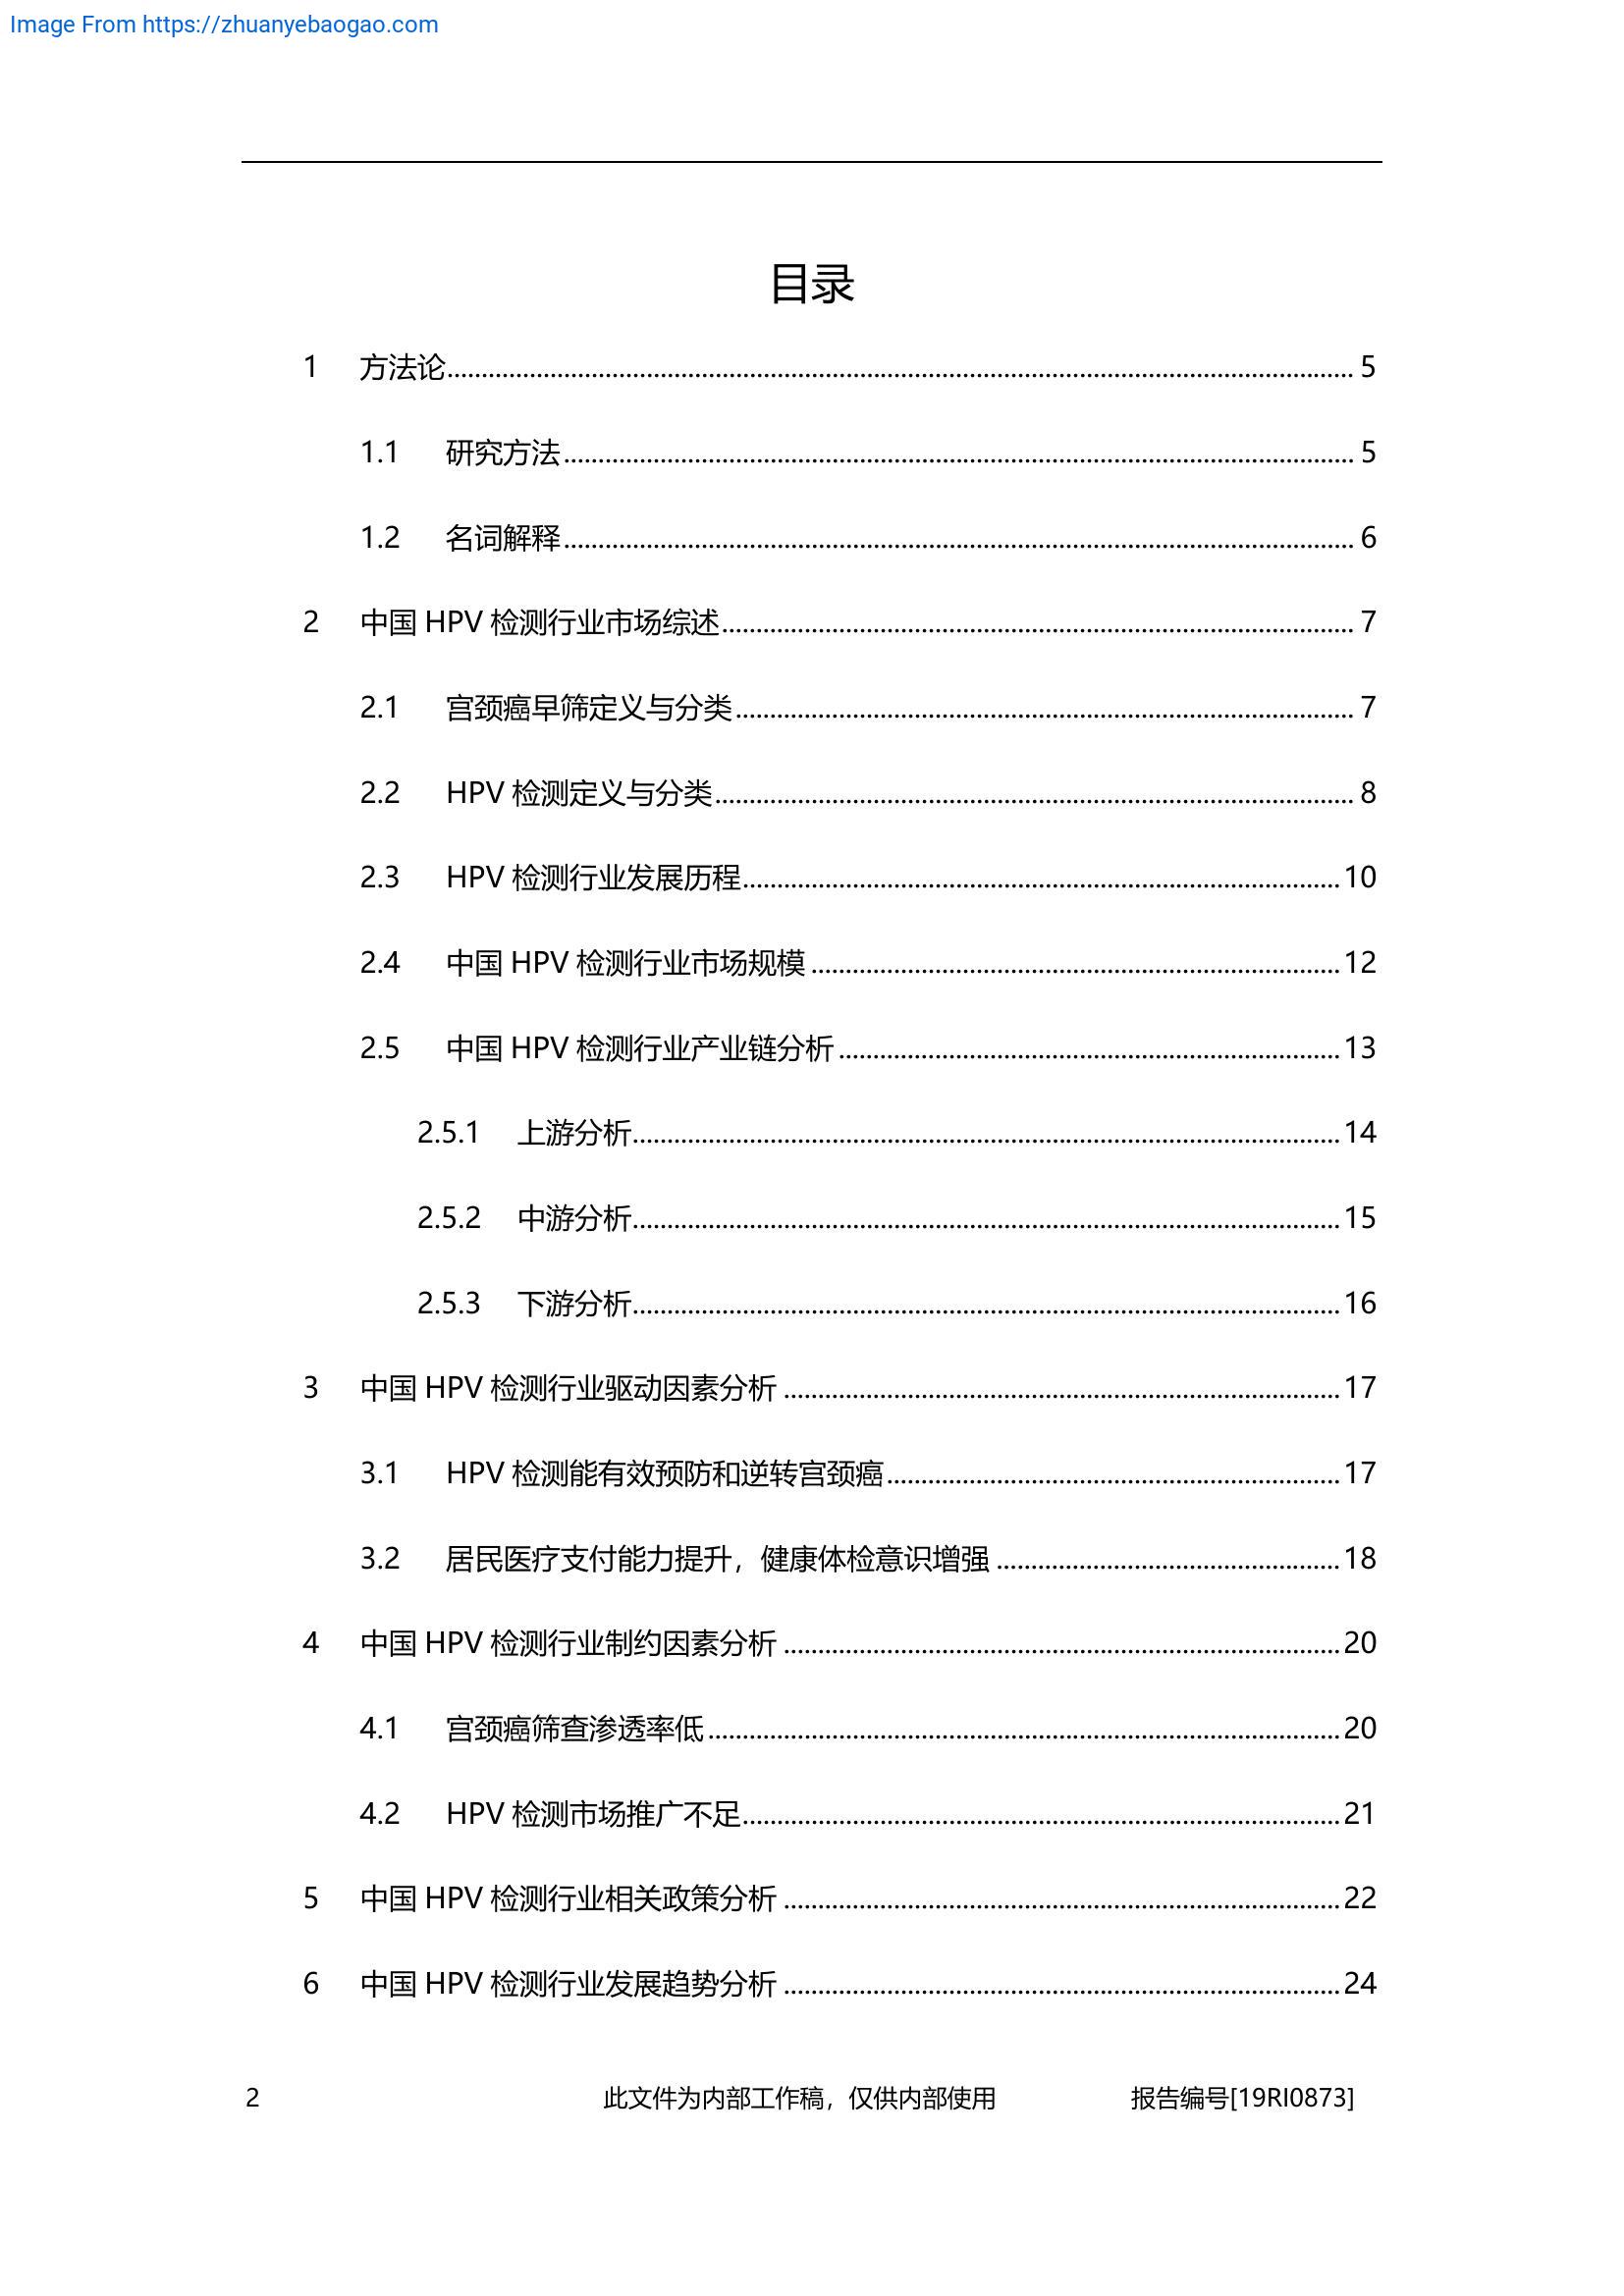 Image From https://zhuanyebaogao.com
目录
1 方法论 5
1.1 研究方法 5
1.2 名词解释 6
2 中国 HPV 检测行业市场综述 7
2.1 宫颈癌早筛定义与分类 7
2.2 HPV 检测定义与分类 8
2.3 HPV 检测行业发展历程 10
2.4 中国 HPV 检测行业市场规模 12
2.5 中国 HPV 检测行业产业链分析 13
2.5.1 上游分析 14
2.5.2 中游分析 15
2.5.3 下游分析 16
3 中国 HPV 检测行业驱动因素分析 17
3.1 HPV 检测能有效预防和逆转宫颈癌 17
3.2 居民医疗支付能力提升，健康体检意识增强 18
4 中国 HPV 检测行业制约因素分析 20
4.1 宫颈癌筛查渗透率低 20
4.2 HPV 检测市场推广不足 21
5 中国 HPV 检测行业相关政策分析 22
6 中国 HPV 检测行业发展趋势分析 24
2 此文件为内部工作稿，仅供内部使用 报告编号[19RI0873]